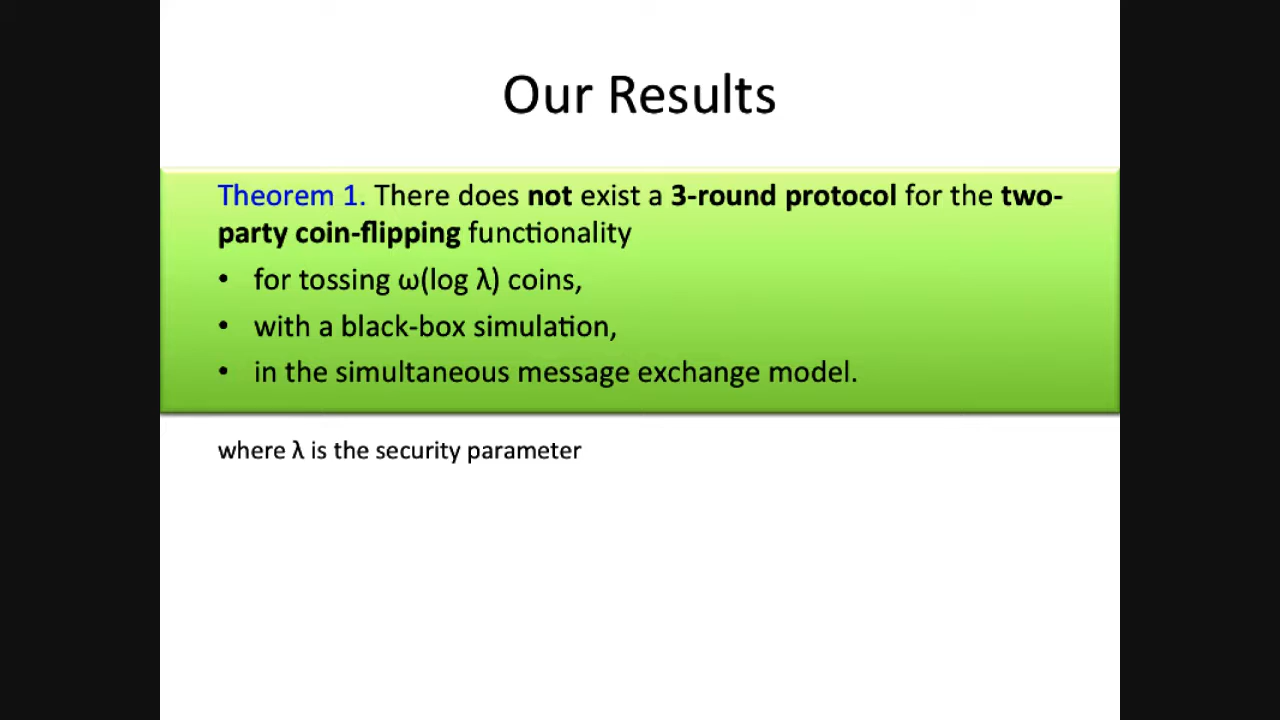 Our Results
Theorem 1. There does not exist a 3-round protocol for the two-
party coin-flipping functionality
• for tossing ω(log λ) coins,
• with a black-box simulation,
• in the simultaneous message exchange model.
where λ is the security parameter